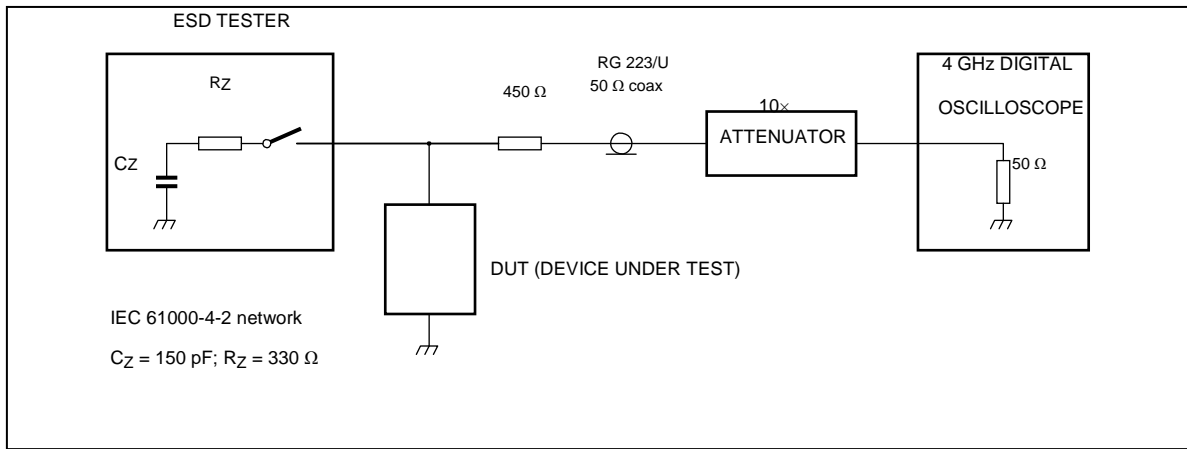 ESD TESTER
RZ
CZ
450 Ω
RG 223/U
50 Ω coax
10×
ATTENUATOR
4 GHz DIGITAL
OSCILLOSCOPE
50 Ω
DUT (DEVICE UNDER TEST)
IEC 61000-4-2 network
CZ = 150 pF; RZ = 330 Ω